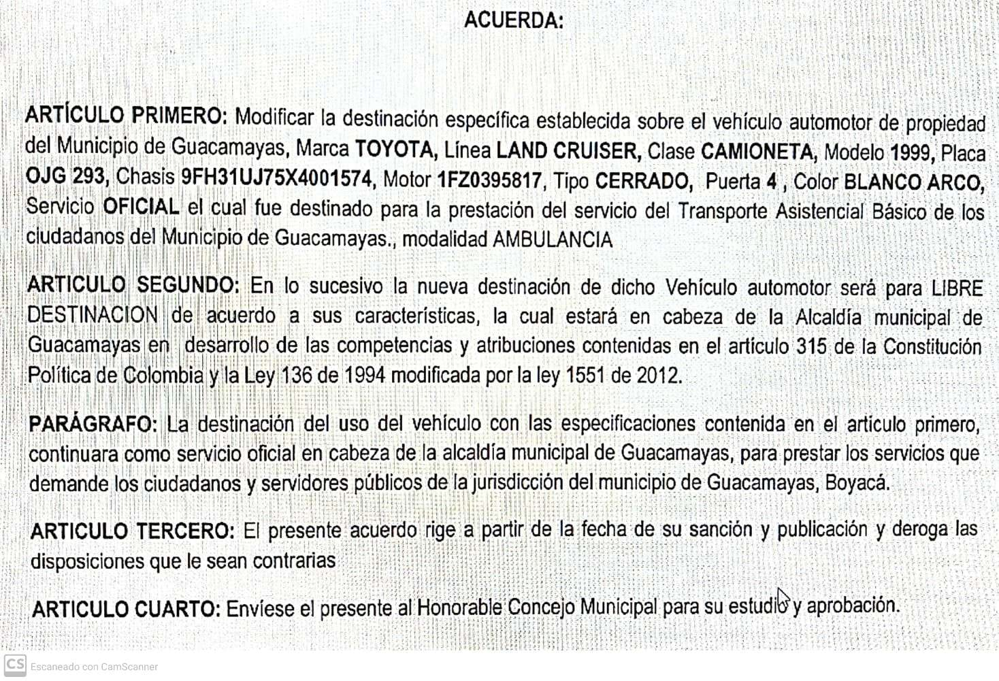 ACUERDA:
ARTÍCULO PRIMERO: Modificar la destinación específica establecida sobre el vehículo automotor de propiedad
del Municipio de Guacamayas, Marca TOYOTA, Línea LAND CRUISER, Clase CAMIONETA, Modelo 1999, Placa
OJG 293, Chasis 9FH31UJ75X4001574, Motor 1FZ0395817, Tipo CERRADO, Puerta 4 , Color BLANCO ARCO,
Servicio OFICIAL el cual fue destinado para la prestación del servicio del Transporte Asistencial Básico de los
ciudadanos del Municipio de Guacamayas., modalidad AMBULANCIA
ARTICULO SEGUNDO: En lo sucesivo la nueva destinación de dicho Vehículo automotor será para LIBRE
DESTINACION de acuerdo a sus características, la cual estará en cabeza de la Alcaldía municipal de
Guacamayas en desarrollo de las competencias y atribuciones contenidas en el artículo 315 de la Constitución
Política de Colombia y la Ley 136 de 1994 modificada por la ley 1551 de 2012.
PARÁGRAFO: La destinación del uso del vehículo con las especificaciones contenida en el articulo primero,
continuara como servicio oficial en cabeza de la alcaldía municipal de Guacamayas, para prestar los servicios que
demande los ciudadanos y servidores públicos de la jurisdicción del municipio de Guacamayas, Boyacá.
ARTICULO TERCERO: El presente acuerdo rige a partir de la fecha de su sanción y publicación y deroga las
disposiciones que le sean contrarias
ARTICULO CUARTO: Envíese el presente al Honorable Concejo Municipal para su estudio y aprobación.
CS Escaneado con CamScanner